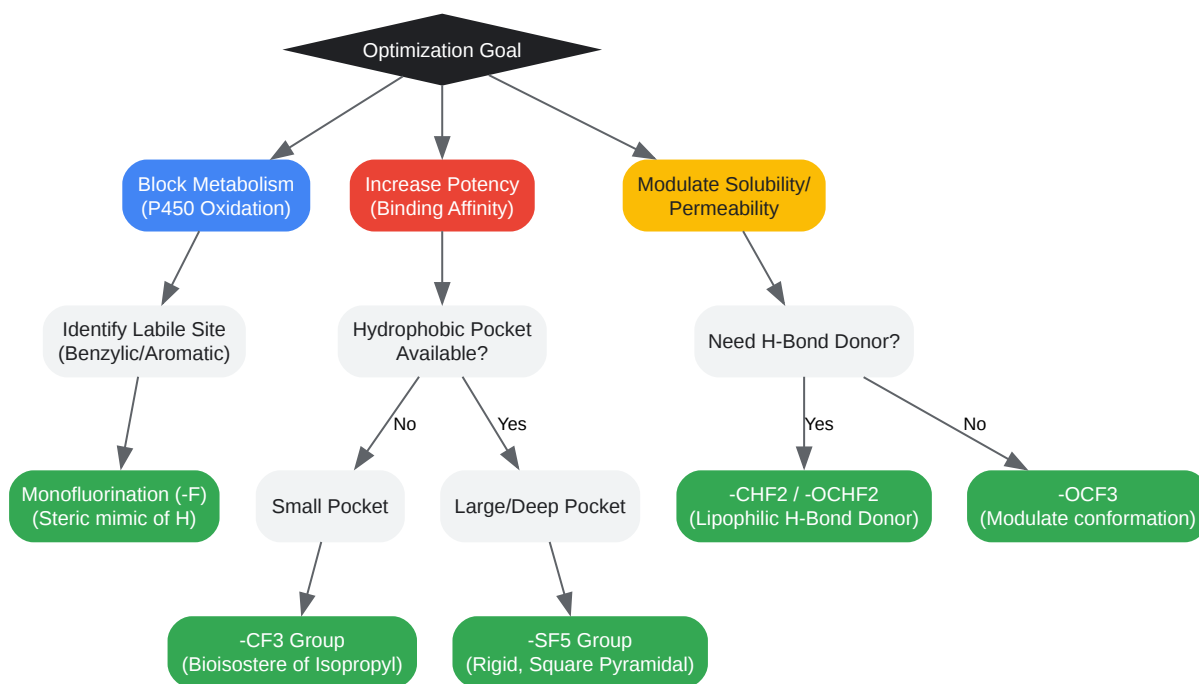 Optimization Goal
Block Metabolism
(P450 Oxidation)
Increase Potency
(Binding Affinity)
Modulate Solubility/
Permeability
Identify Labile Site
(Benzylic/Aromatic)
Hydrophobic Pocket
Available?
Need H-Bond Donor?
No
Yes
Yes
No
Monofluorination (-F)
(Steric mimic of H)
Small Pocket
Large/Deep Pocket
-CHF2 / -OCHF2
(Lipophilic H-Bond Donor)
-OCF3
(Modulate conformation)
-CF3 Group
(Bioisostere of Isopropyl)
-SF5 Group
(Rigid, Square Pyramidal)